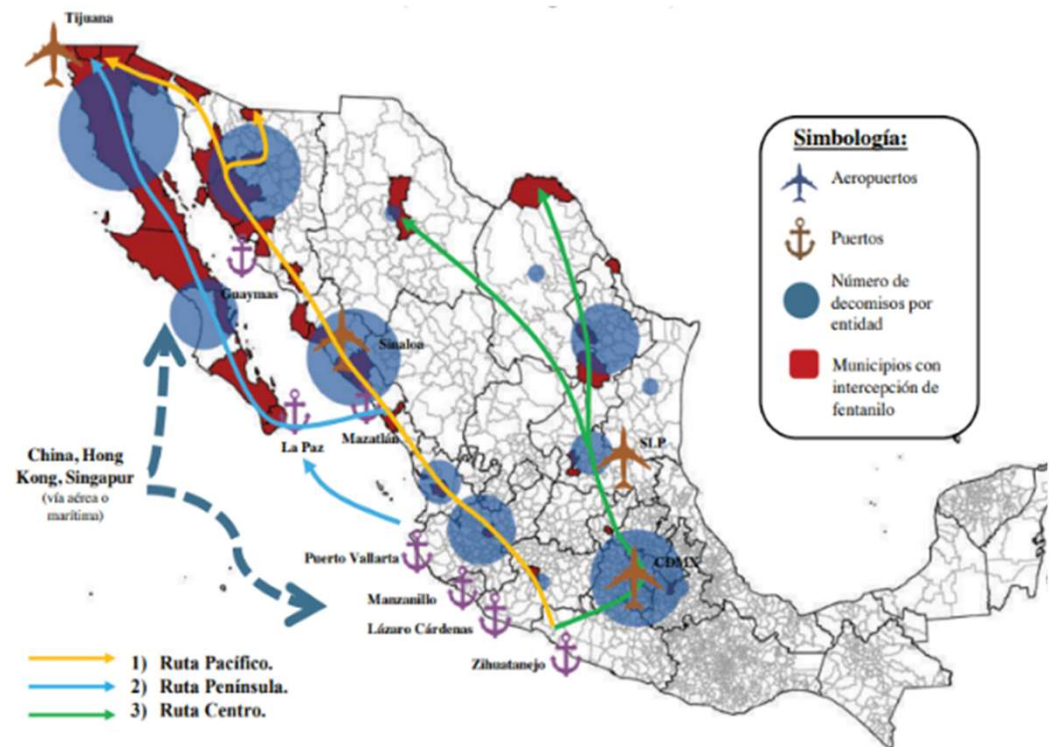 Tijuana
Simbología:
Aeropuertos
Puertos
Número de
decomisos por
entidad
Municipios con
intercepción de
fentanilo
Guaymas
Sinaloa
La Paz
Mazatlán
SLP
China, Hong
Kong, Singapur
(vía aérea o
marítima)
Puerto Vallarta
CDMX
Manzanillo
Lázaro Cárdenas
Zihuatanejo
1) Ruta Pacífico.
2) Ruta Península.
3) Ruta Centro.